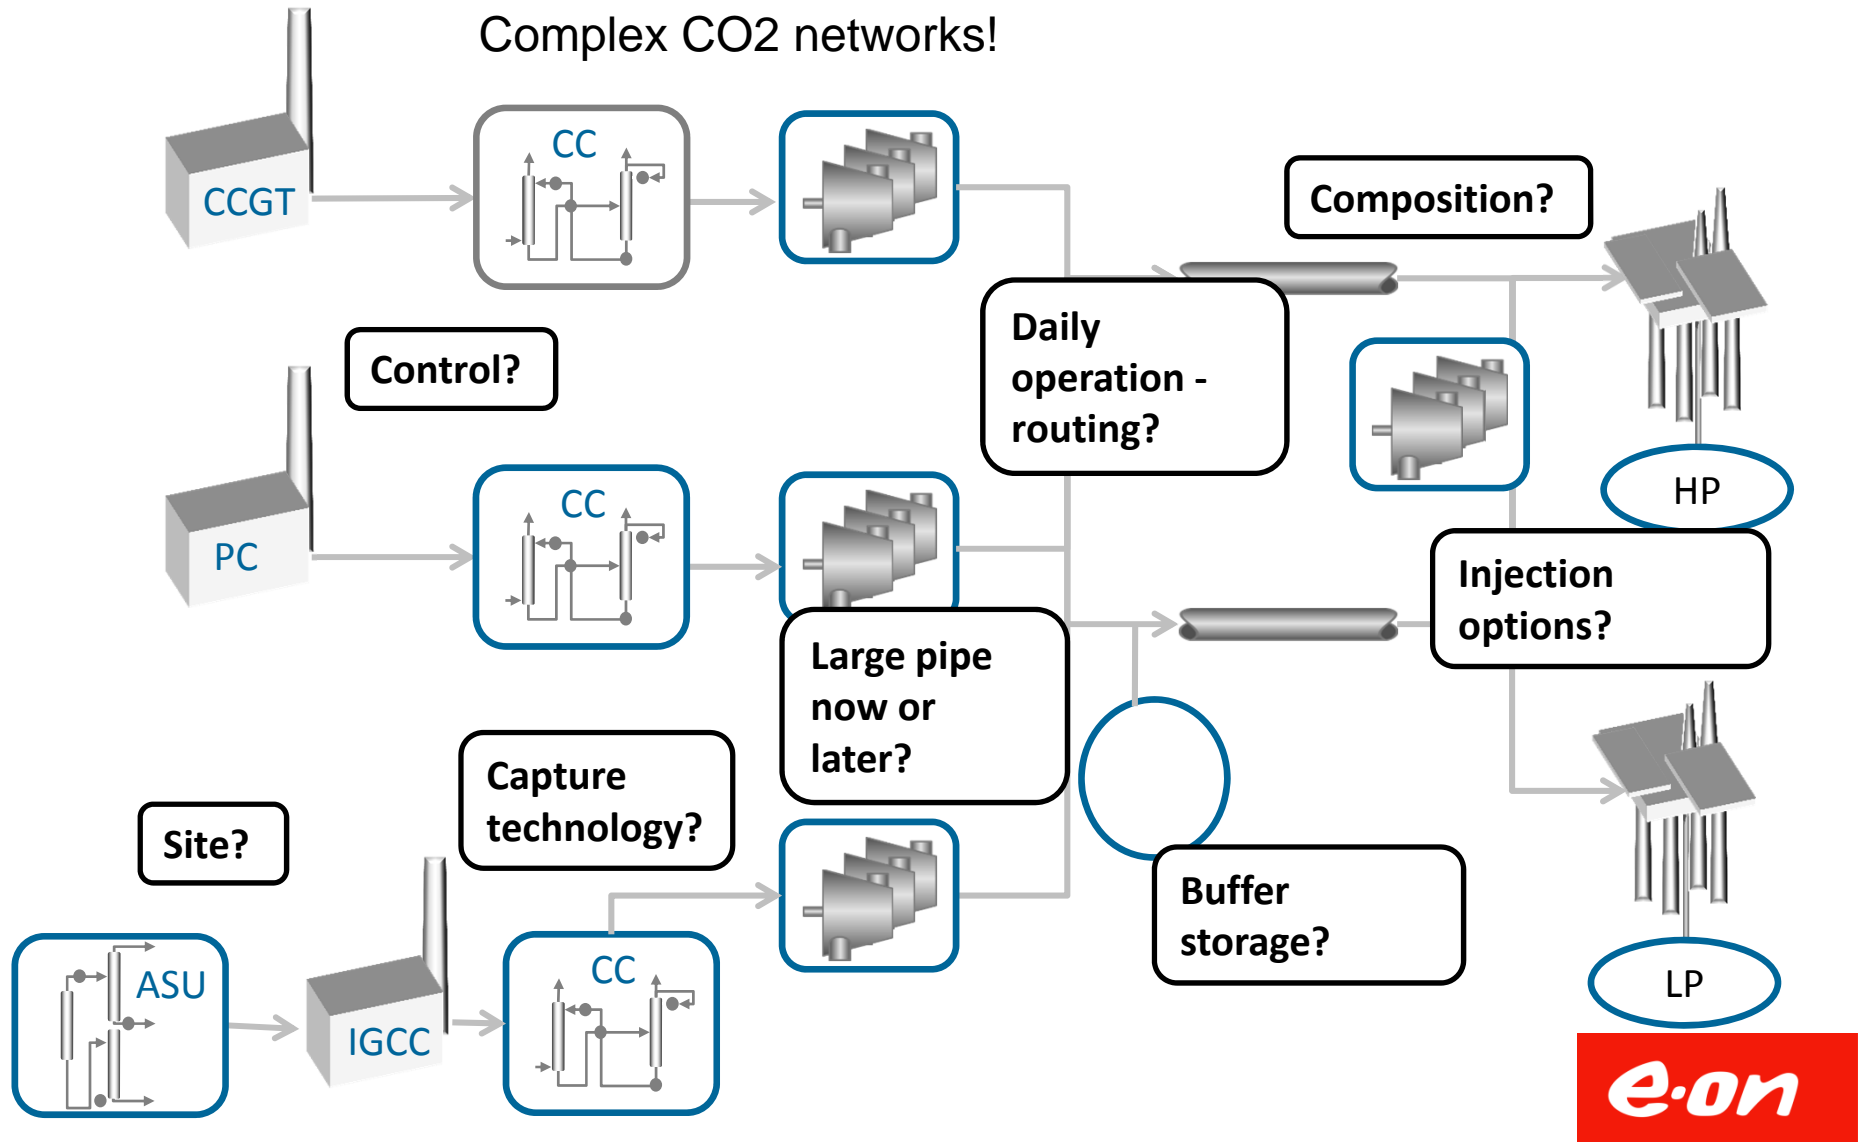 Complex CO2 networks!
CC
CCGT
Composition?
Daily
operation -
routing?
Control?
CC
PC
HP
Injection
options?
Large pipe
now or
later?
Capture
technology?
Site?
Buffer
storage?
ASU
CC
IGCC
LP
e·on